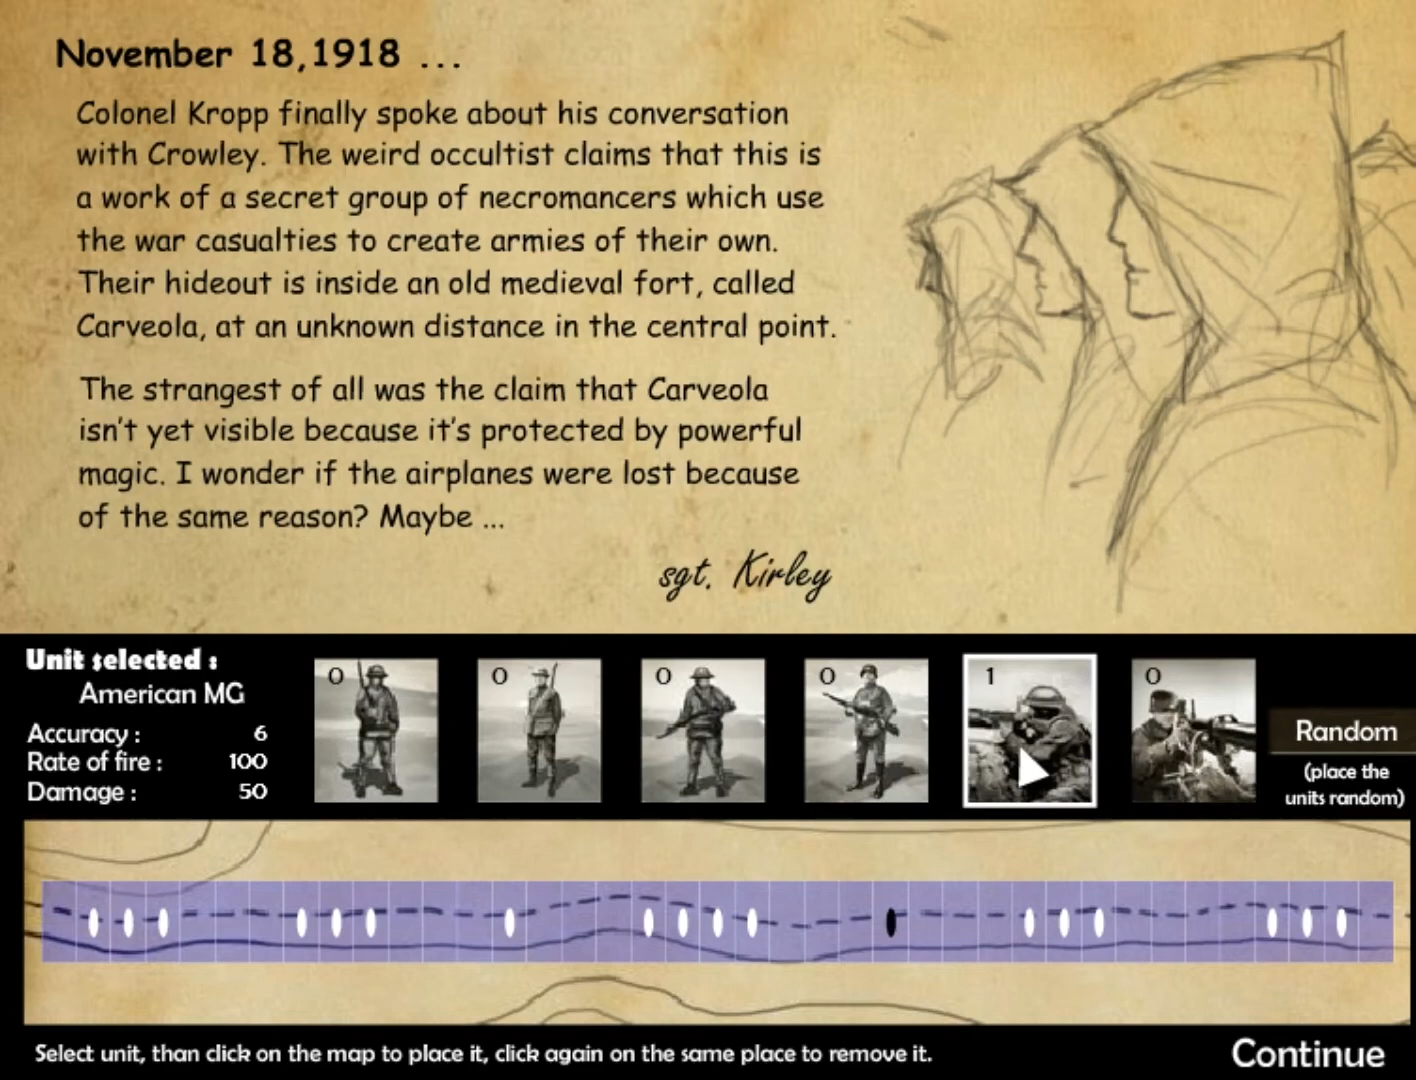 November 18,1918 ...
Colonel Kropp finally spoke about his conversation
with Crowley. The weird occultist claims that this is
a work of a secret group of necromancers which use
the war casualties to create armies of their own.
Their hideout is inside an old medieval fort, called
Carveola, at an unknown distance in the central point.
The strangest of all was the claim that Carveola
isn't yet visible because it's protected by powerful
magic. I wonder if the airplanes were lost because
of the same reason? Maybe ...
sgt. Kirley
Unit selected :
American MG
Accuracy : 6
Rate of fire : 100
Damage : 50
0 0 0 0 1 0
Random
(place the
units random)
Select unit, than click on the map to place it, click again on the same place to remove it.
Continue